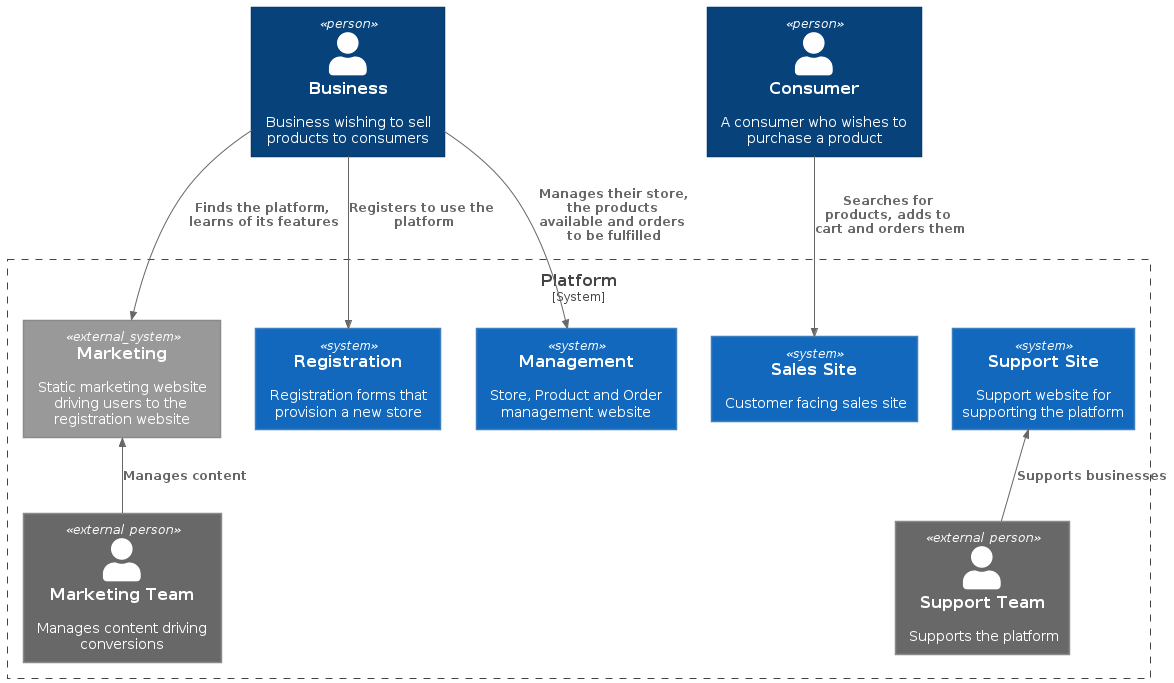 «person»
Business
Business wishing to sell
products to consumers
«person»
Consumer
A consumer who wishes to
purchase a product
Finds the platform,
learns of its features
Registers to use the
platform
Manages their store,
the products
available and orders
to be fulfilled
Searches for
products, adds to
cart and orders them
Platform
[System]
«external_system»
Marketing
Static marketing website
driving users to the
registration website
«system»
Registration
Registration forms that
provision a new store
«system»
Management
Store, Product and Order
management website
«system»
Sales Site
Customer facing sales site
«system»
Support Site
Support website for
supporting the platform
Manages content
Supports businesses
«external person»
Marketing Team
Manages content driving
conversions
«external person»
Support Team
Supports the platform